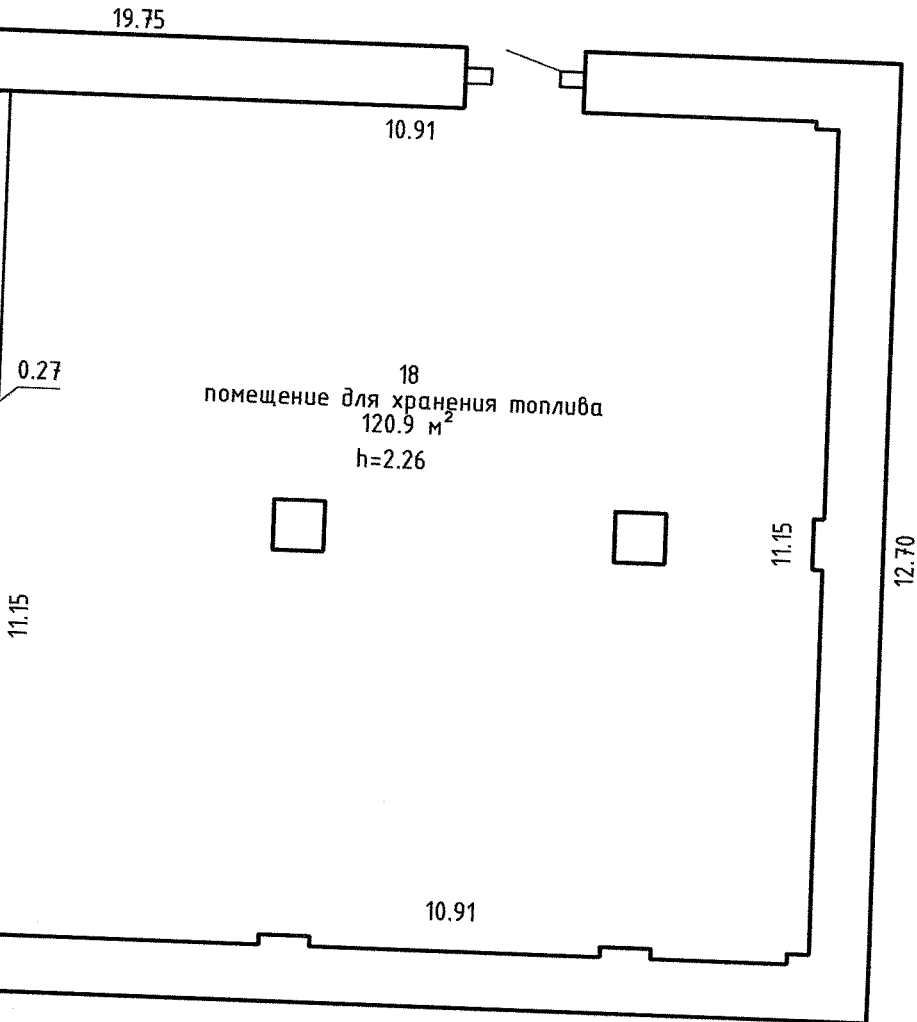 19.75
10.91
0.27
18
помещение для хранения топлива
120.9 м²
h=2.26
11.15
12.70
11.15
10.91